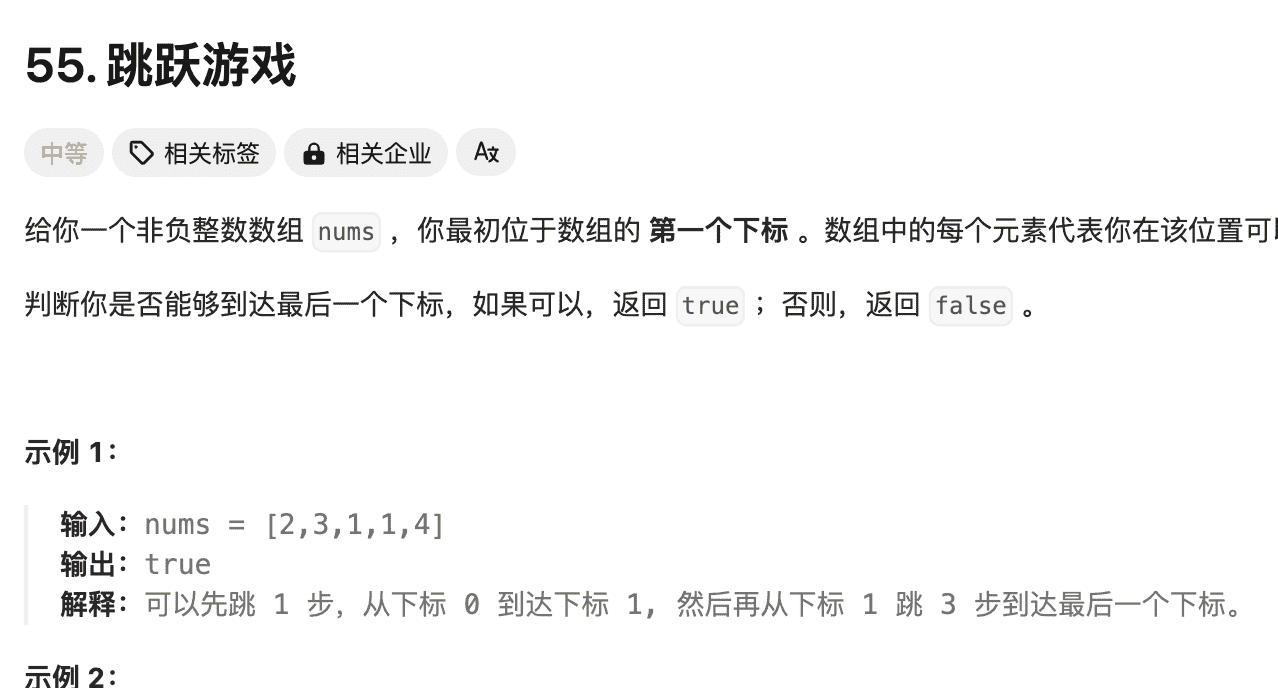 55. 跳跃游戏
中等 相关标签 相关企业 A文
给你一个非负整数数组 nums ，你最初位于数组的 第一个下标 。数组中的每个元素代表你在该位置可
判断你是否能够到达最后一个下标，如果可以，返回 true ；否则，返回 false 。
示例 1：
输入：nums = [2,3,1,1,4]
输出：true
解释：可以先跳 1 步，从下标 0 到达下标 1, 然后再从下标 1 跳 3 步到达最后一个下标。
示例 2：